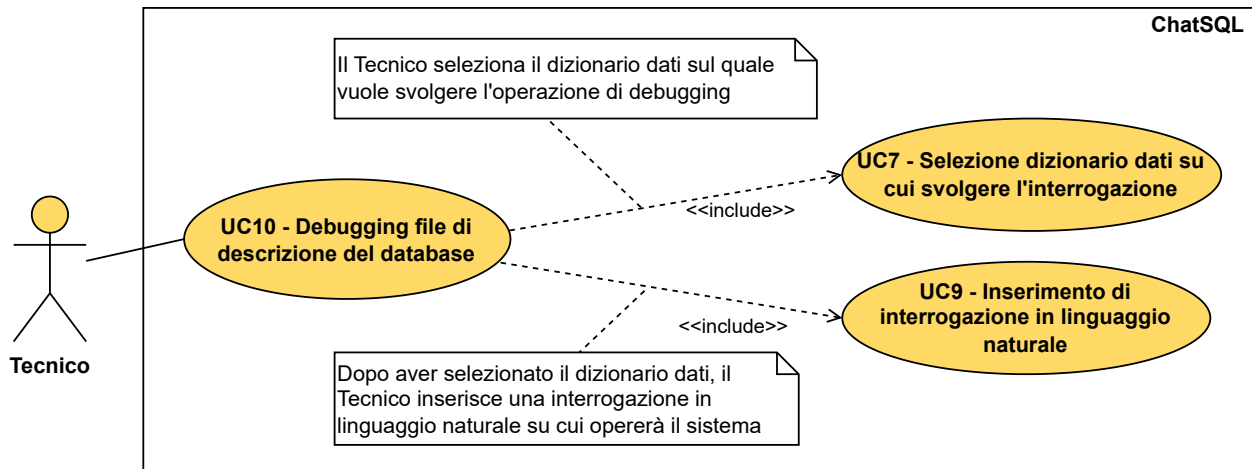 ChatSQL
Il Tecnico seleziona il dizionario dati sul quale
vuole svolgere l'operazione di debugging
UC7 - Selezione dizionario dati su
cui svolgere l'interrogazione
<<include>>
UC10 - Debugging file di
descrizione del database
UC9 - Inserimento di
interrogazione in linguaggio
naturale
<<include>>
Tecnico
Dopo aver selezionato il dizionario dati, il
Tecnico inserisce una interrogazione in
linguaggio naturale su cui opererà il sistema